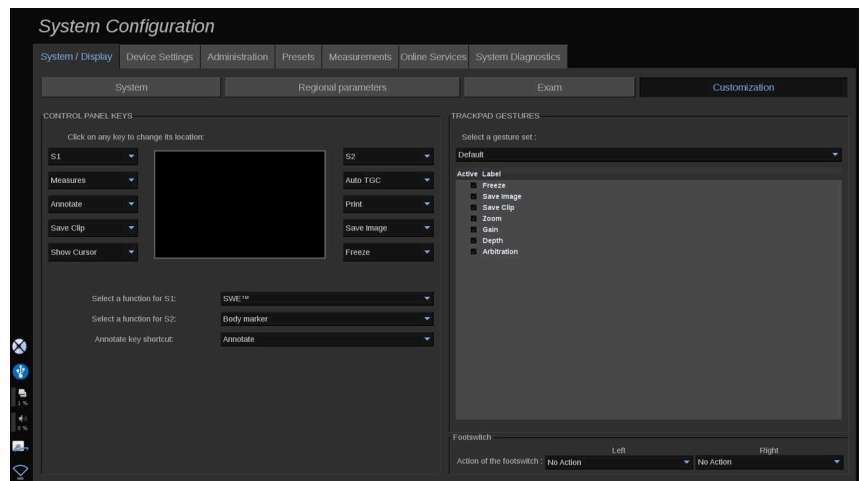 System Configuration
System / Display Device Settings Administration Presets Measurements Online Services System Diagnostics
System Regional parameters Exam Customization
CONTROL PANEL KEYS
Click on any key to change its location:
S1 S2
Measures Auto TGC
Annotate Print
Save Clip Save Image
Show Cursor Freeze
Select a function for S1: SWE™
Select a function for S2: Body marker
Annotate key shortcut: Annotate
TRACKPAD GESTURES
Select a gesture set :
Default
Active Label
Freeze
Save Image
Save Clip
Zoom
Gain
Depth
Arbitration
Footswitch
Left Right
Action of the footswitch : No Action No Action
1 %
0 %